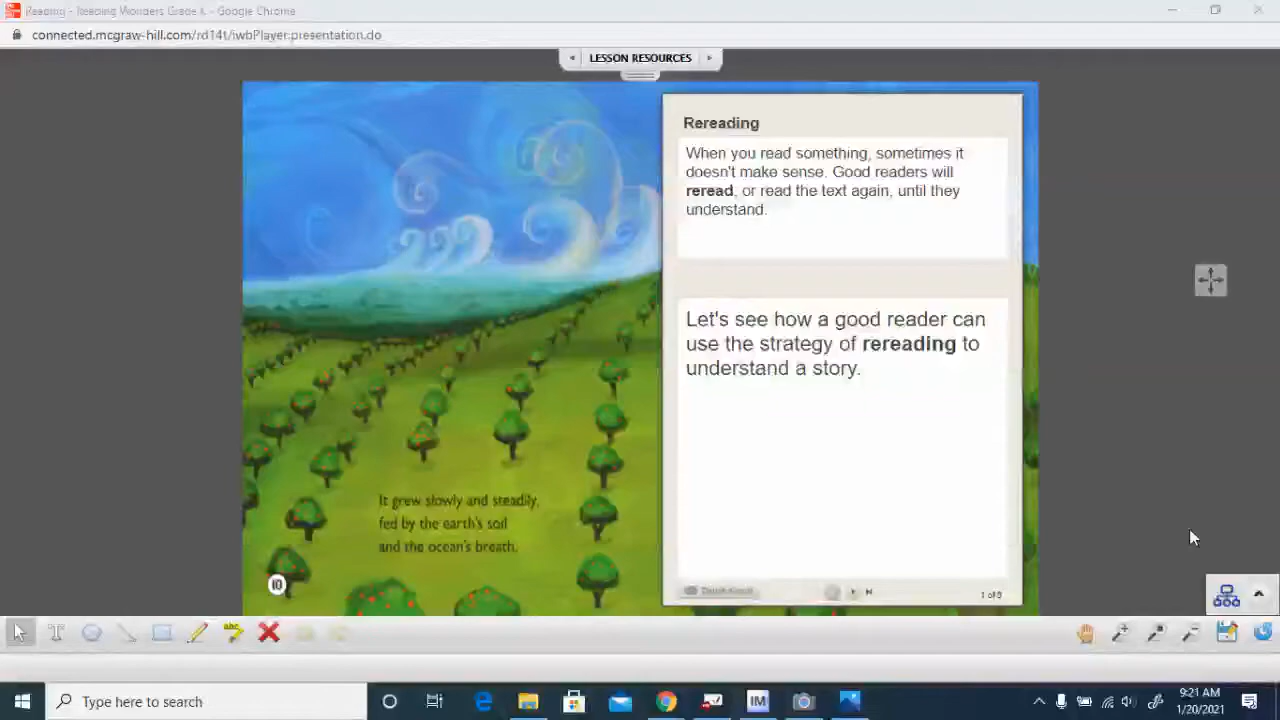 Reading - Reading Wonders Grade K - Google Chrome
connected.mcgraw-hill.com/rd14t/iwbPlayer.presentation.do
LESSON RESOURCES
Rereading
When you read something, sometimes it
doesn't make sense. Good readers will
reread, or read the text again, until they
understand.
Let's see how a good reader can
use the strategy of rereading to
understand a story.
It grew slowly and steadily,
fed by the earth's soil
and the ocean's breath.
10
Think Aloud
T
abc
Type here to search
IM
9:21 AM
1/20/2021